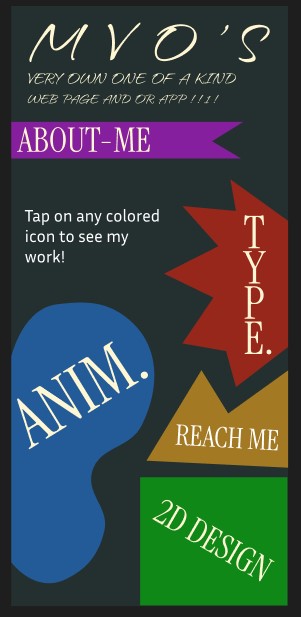 MVO'S
VERY OWN ONE OF A KIND
WEB PAGE AND OR APP !!1!
ABOUT-ME
Tap on any colored
icon to see my
work!
TYPE.
ANIM.
REACH ME
2D DESIGN